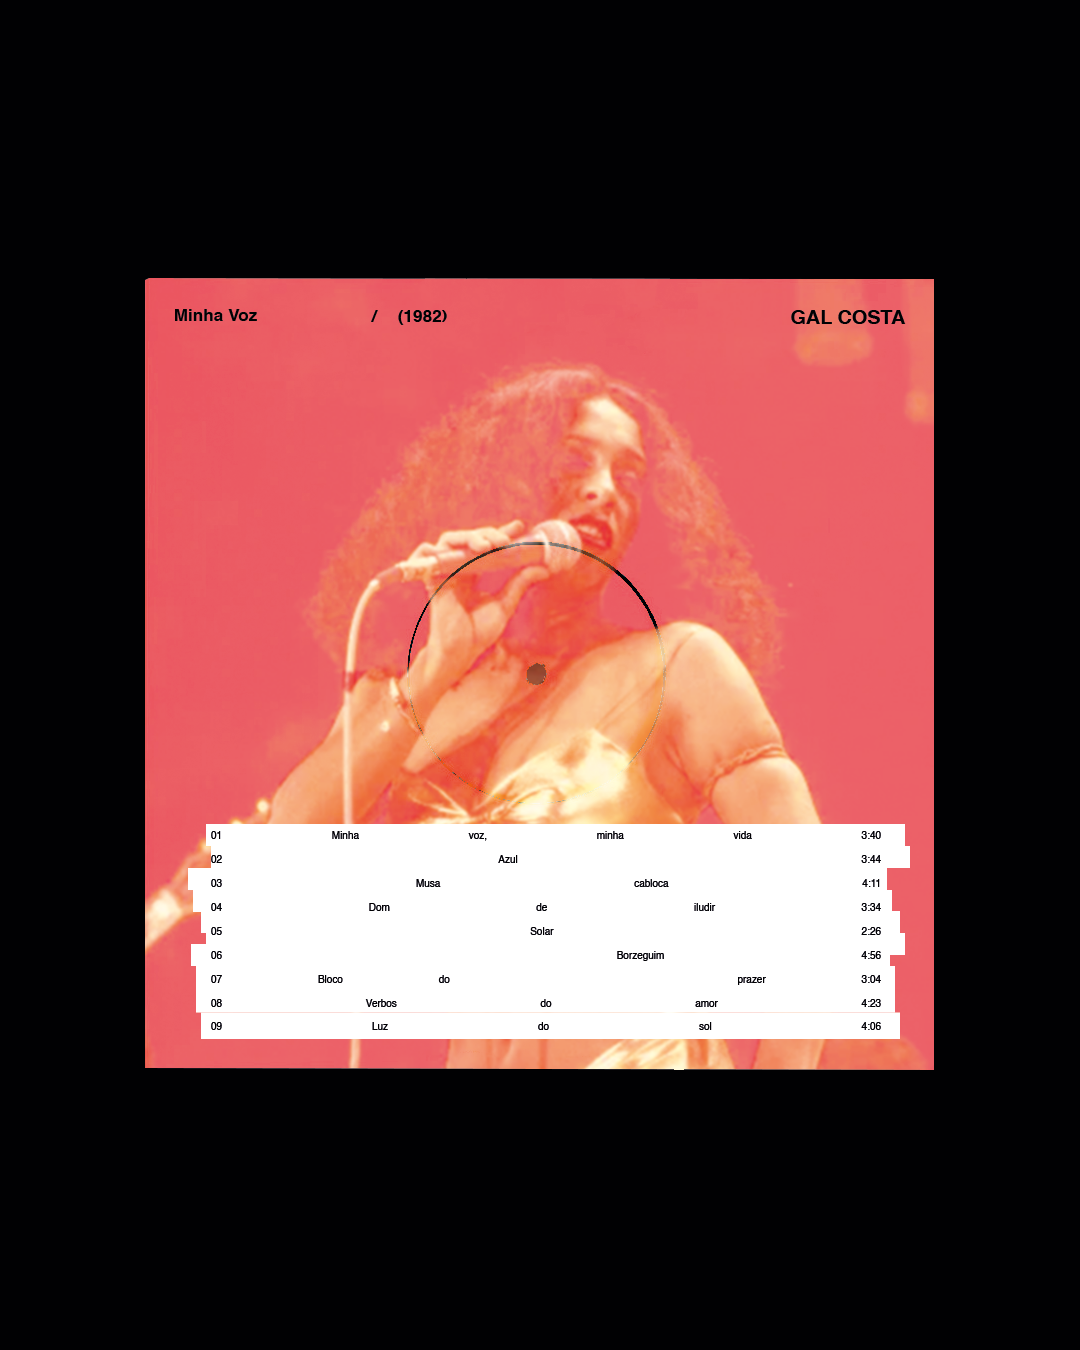 Minha Voz / (1982) GAL COSTA
01 Minha voz, minha vida 3:40
02 Azul 3:44
03 Musa cabloca 4:11
04 Dom de iludir 3:34
05 Solar 2:26
06 Borzeguim 4:56
07 Bloco do prazer 3:04
08 Verbos do amor 4:23
09 Luz do sol 4:06